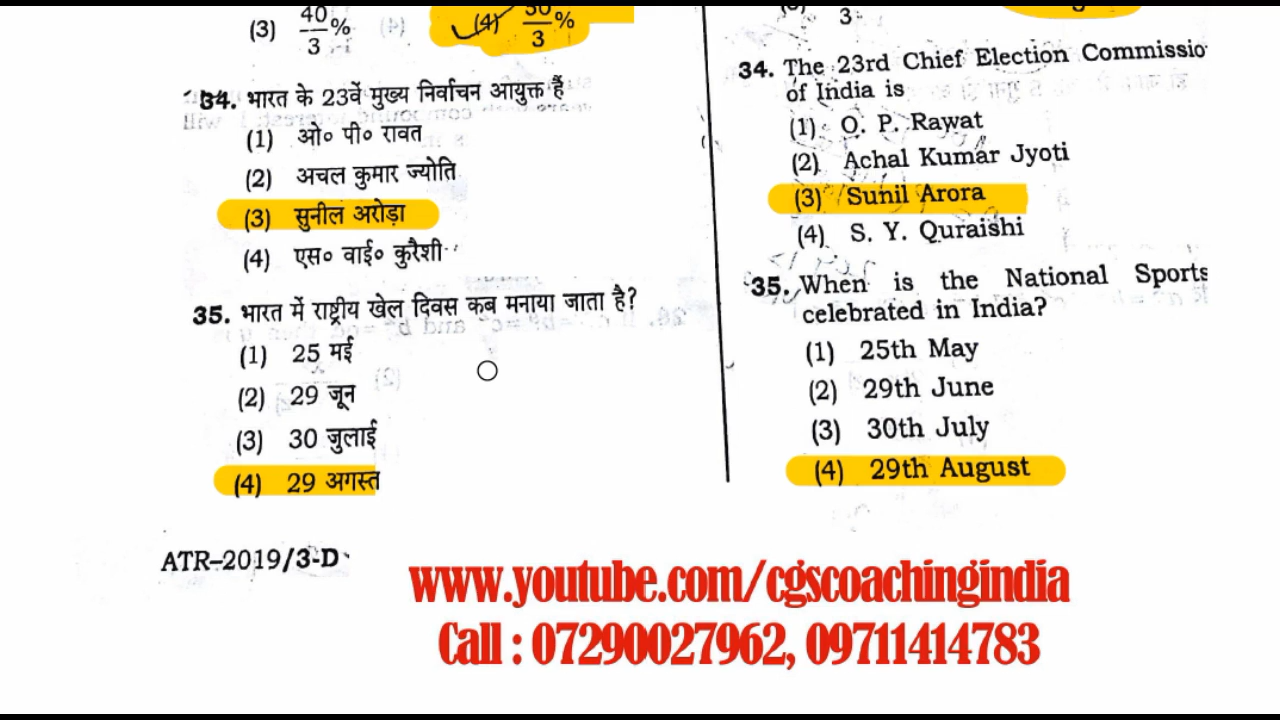 (3) 40/3 %
(4) 50/3 %
34. भारत के 23वें मुख्य निर्वाचन आयुक्त हैं
(1) ओ० पी० रावत
(2) अचल कुमार ज्योति
(3) सुनील अरोड़ा
(4) एस० वाई० कुरैशी
35. भारत में राष्ट्रीय खेल दिवस कब मनाया जाता है?
(1) 25 मई
(2) 29 जून
(3) 30 जुलाई
(4) 29 अगस्त
ATR–2019/3-D
3
34. The 23rd Chief Election Commissio
of India is
(1) O. P. Rawat
(2) Achal Kumar Jyoti
(3) Sunil Arora
(4) S. Y. Quraishi
35. When is the National Sports
celebrated in India?
(1) 25th May
(2) 29th June
(3) 30th July
(4) 29th August
www.youtube.com/cgscoachingindia
Call : 07290027962, 09711414783